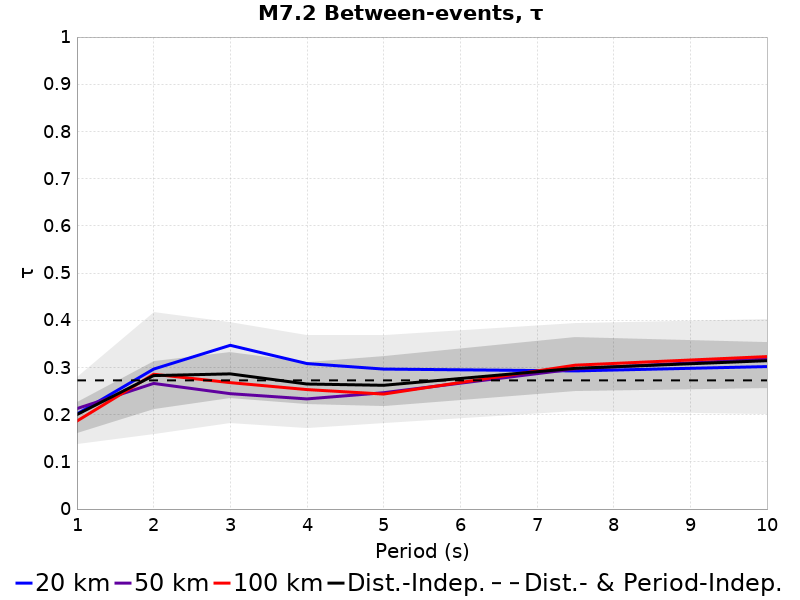 M7.2 Between-events, τ
1
0.9
0.8
0.7
0.6
0.5
0.4
0.3
0.2
0.1
0
τ
1 2 3 4 5 6 7 8 9 10
Period (s)
20 km 50 km 100 km Dist.-Indep. Dist.- & Period-Indep.